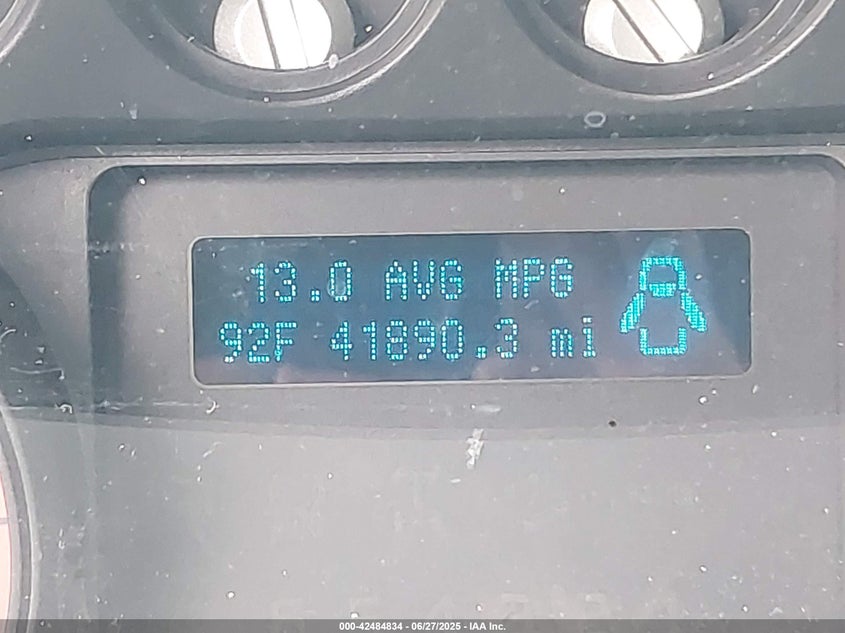 13.0 AVG MPG
92F 41890.3 mi
000-42484834 - 06/27/2025 - IAA Inc.